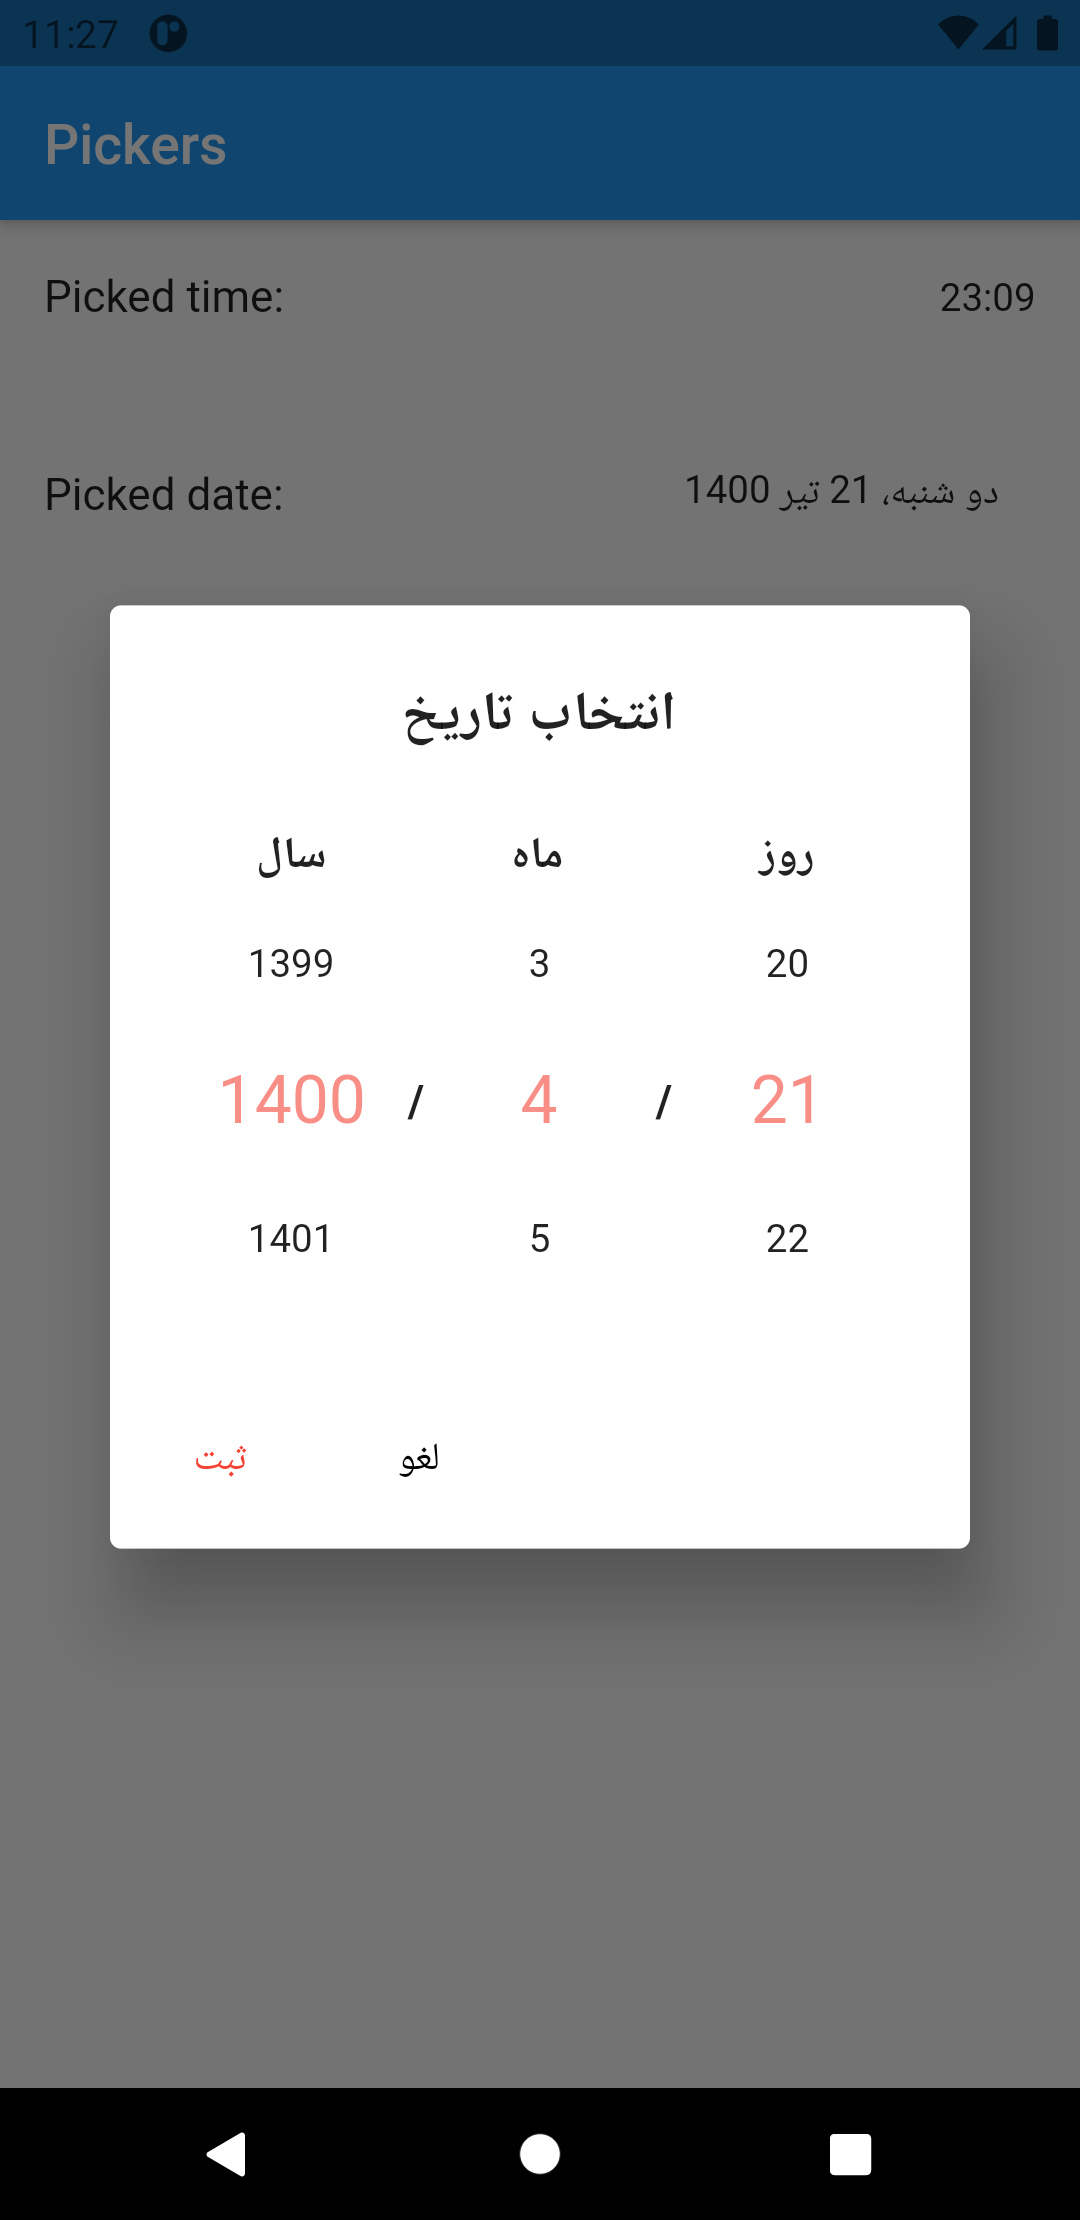 11:27
Pickers
Picked time: 23:09
Picked date: دو شنبه، 21 تیر 1400
انتخاب تاریخ
سال ماه روز
1399 3 20
1400 / 4 / 21
1401 5 22
ثبت لغو